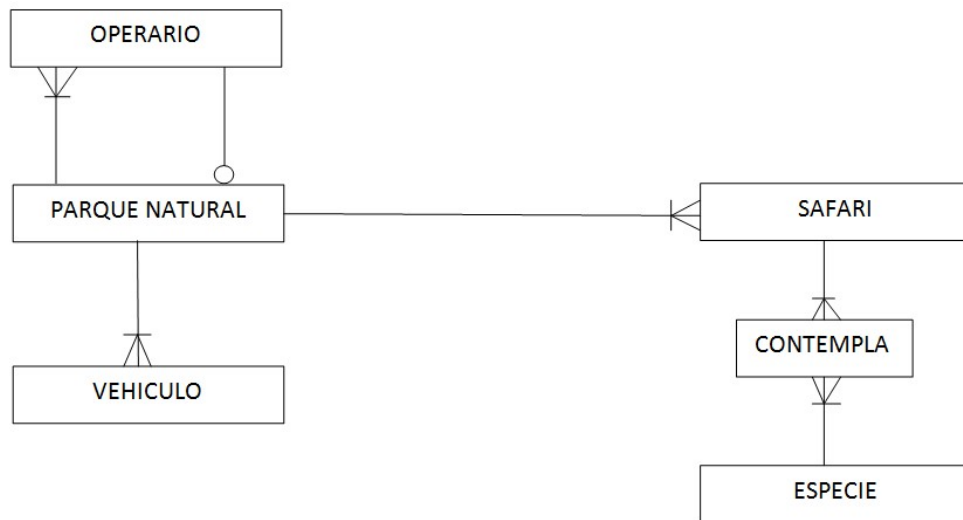 OPERARIO
PARQUE NATURAL
SAFARI
CONTEMPLA
VEHICULO
ESPECIE